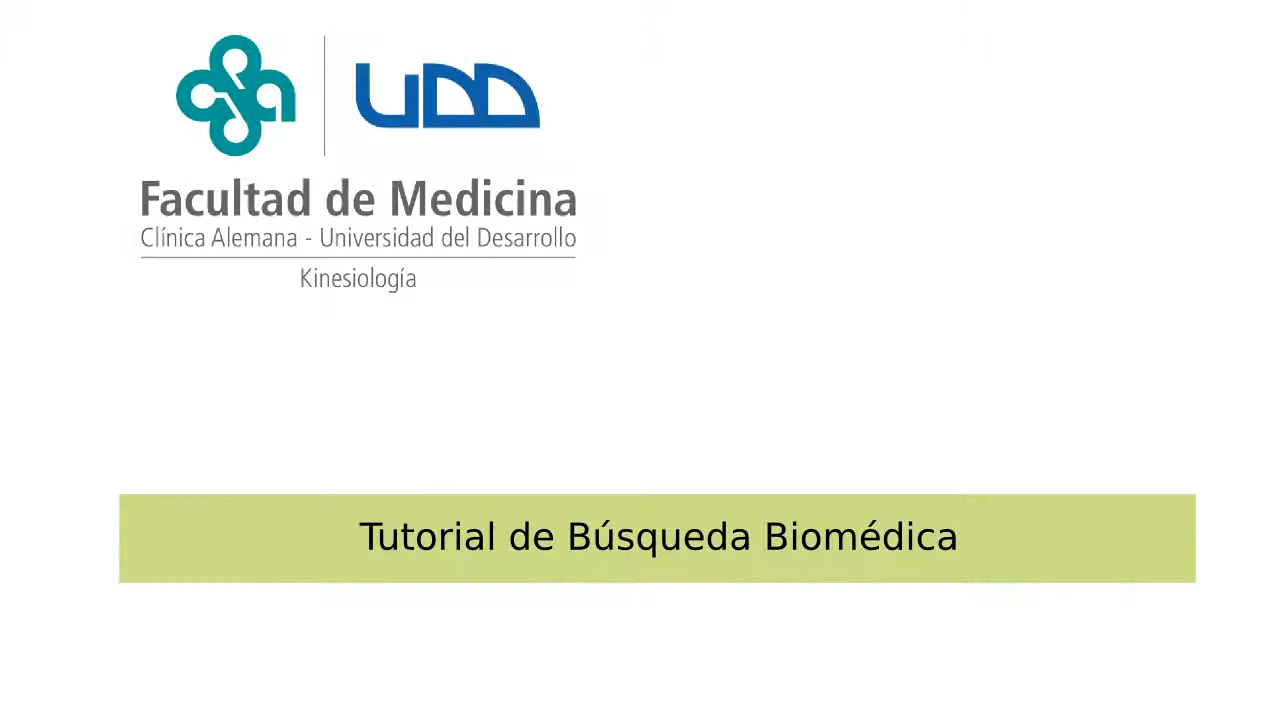 UDD
Facultad de Medicina
Clínica Alemana - Universidad del Desarrollo
Kinesiología
Tutorial de Búsqueda Biomédica